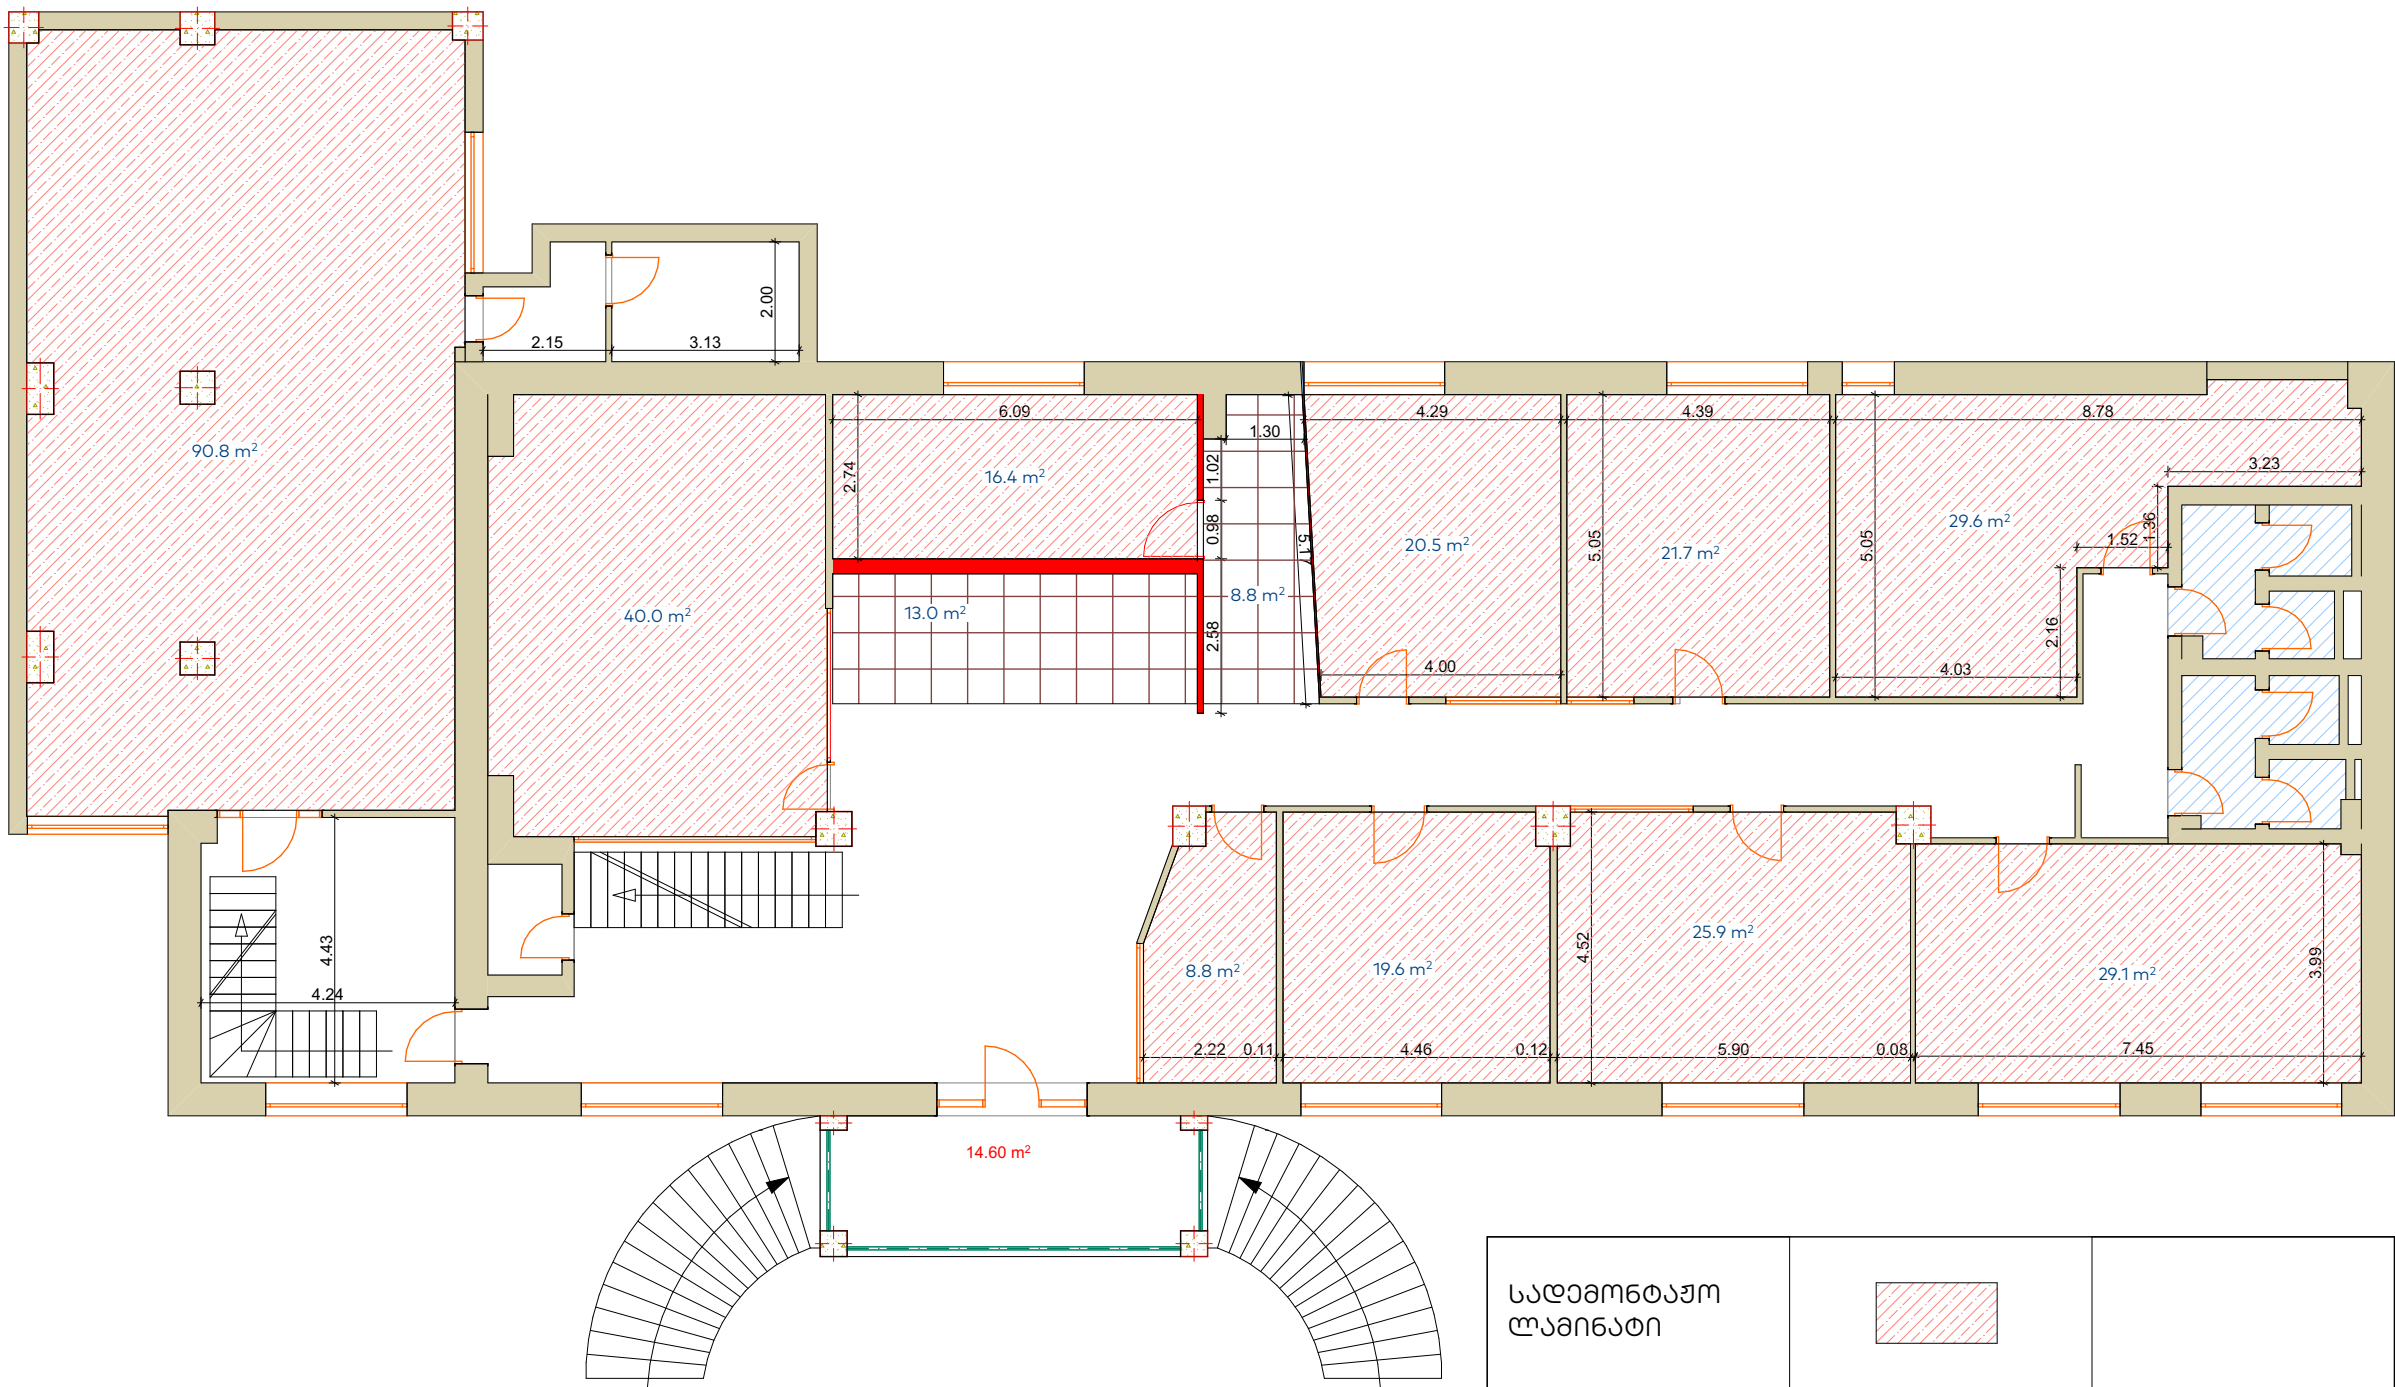 2.00
2.15
3.13
6.09
4.29
4.39
8.78
1.30
90.8 m²
2.74
16.4 m²
1.02
3.23
0.98
5.17
20.5 m²
5.05
21.7 m²
5.05
29.6 m²
1.36
1.52
40.0 m²
13.0 m²
8.8 m²
2.58
2.16
4.00
4.03
4.43
4.24
8.8 m²
19.6 m²
4.52
25.9 m²
29.1 m²
3.99
2.22
0.11
4.46
0.12
5.90
0.08
7.45
14.60 m²
სადემონტაჟო
ლამინატი